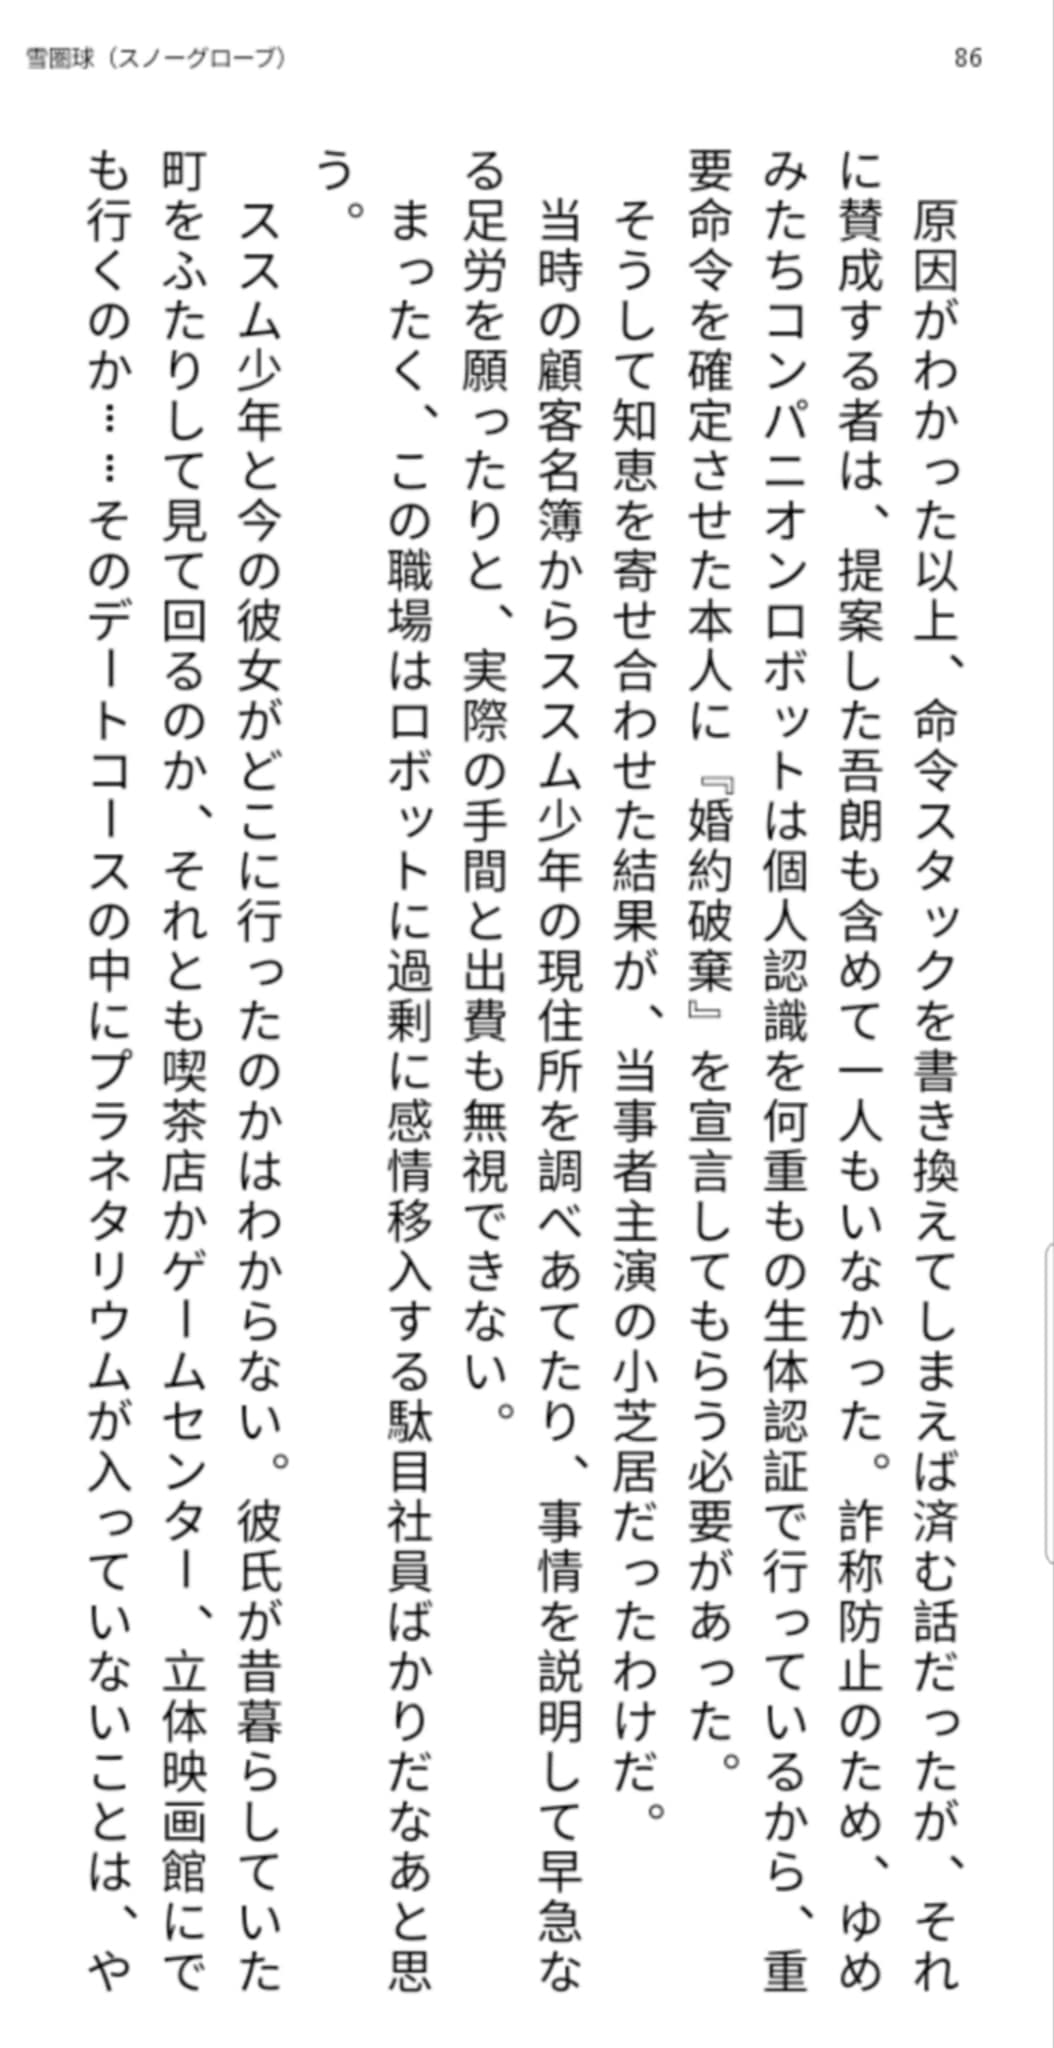 雪圏球（スノーグローブ）
86
　原因がわかった以上、命令スタックを書き換えてしまえば済む話だったが、それ
に賛成する者は、提案した吾朗も含めて一人もいなかった。詐称防止のため、ゆめ
みたちコンパニオンロボットは個人認識を何重もの生体認証で行っているから、重
要命令を確定させた本人に『婚約破棄』を宣言してもらう必要があった。
　そうして知恵を寄せ合わせた結果が、当事者主演の小芝居だったわけだ。
　当時の顧客名簿からススム少年の現住所を調べあてたり、事情を説明して早急な
る足労を願ったりと、実際の手間と出費も無視できない。
　まったく、この職場はロボットに過剰に感情移入する駄目社員ばかりだなあと思
う。
　ススム少年と今の彼女がどこに行ったのかはわからない。彼氏が昔暮らしていた
町をふたりして見て回るのか、それとも喫茶店かゲームセンター、立体映画館にで
も行くのか……そのデートコースの中にプラネタリウムが入っていないことは、や